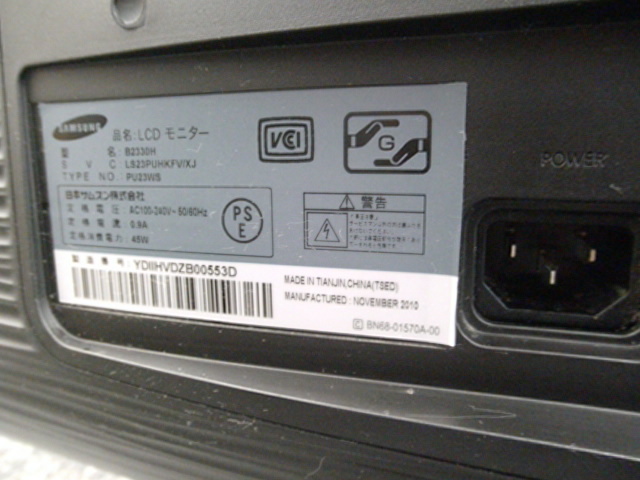 SAMSUNG
品名: LCD モニター
型 名: B2330H
S V C: LS23PUHKFV/XJ
TYPE NO.: PU23WS
日本サムスン株式会社
定格電圧: AC100-240V~ 50/60Hz
定格電流: 0.9A
定格消費電力: 45W
PS
E
VCCI
G
警告
製造番号: YDIIHVDZB00553D
MADE IN TIANJIN,CHINA(TSED)
MANUFACTURED: NOVEMBER 2010
BN68-01570A-00
POWER